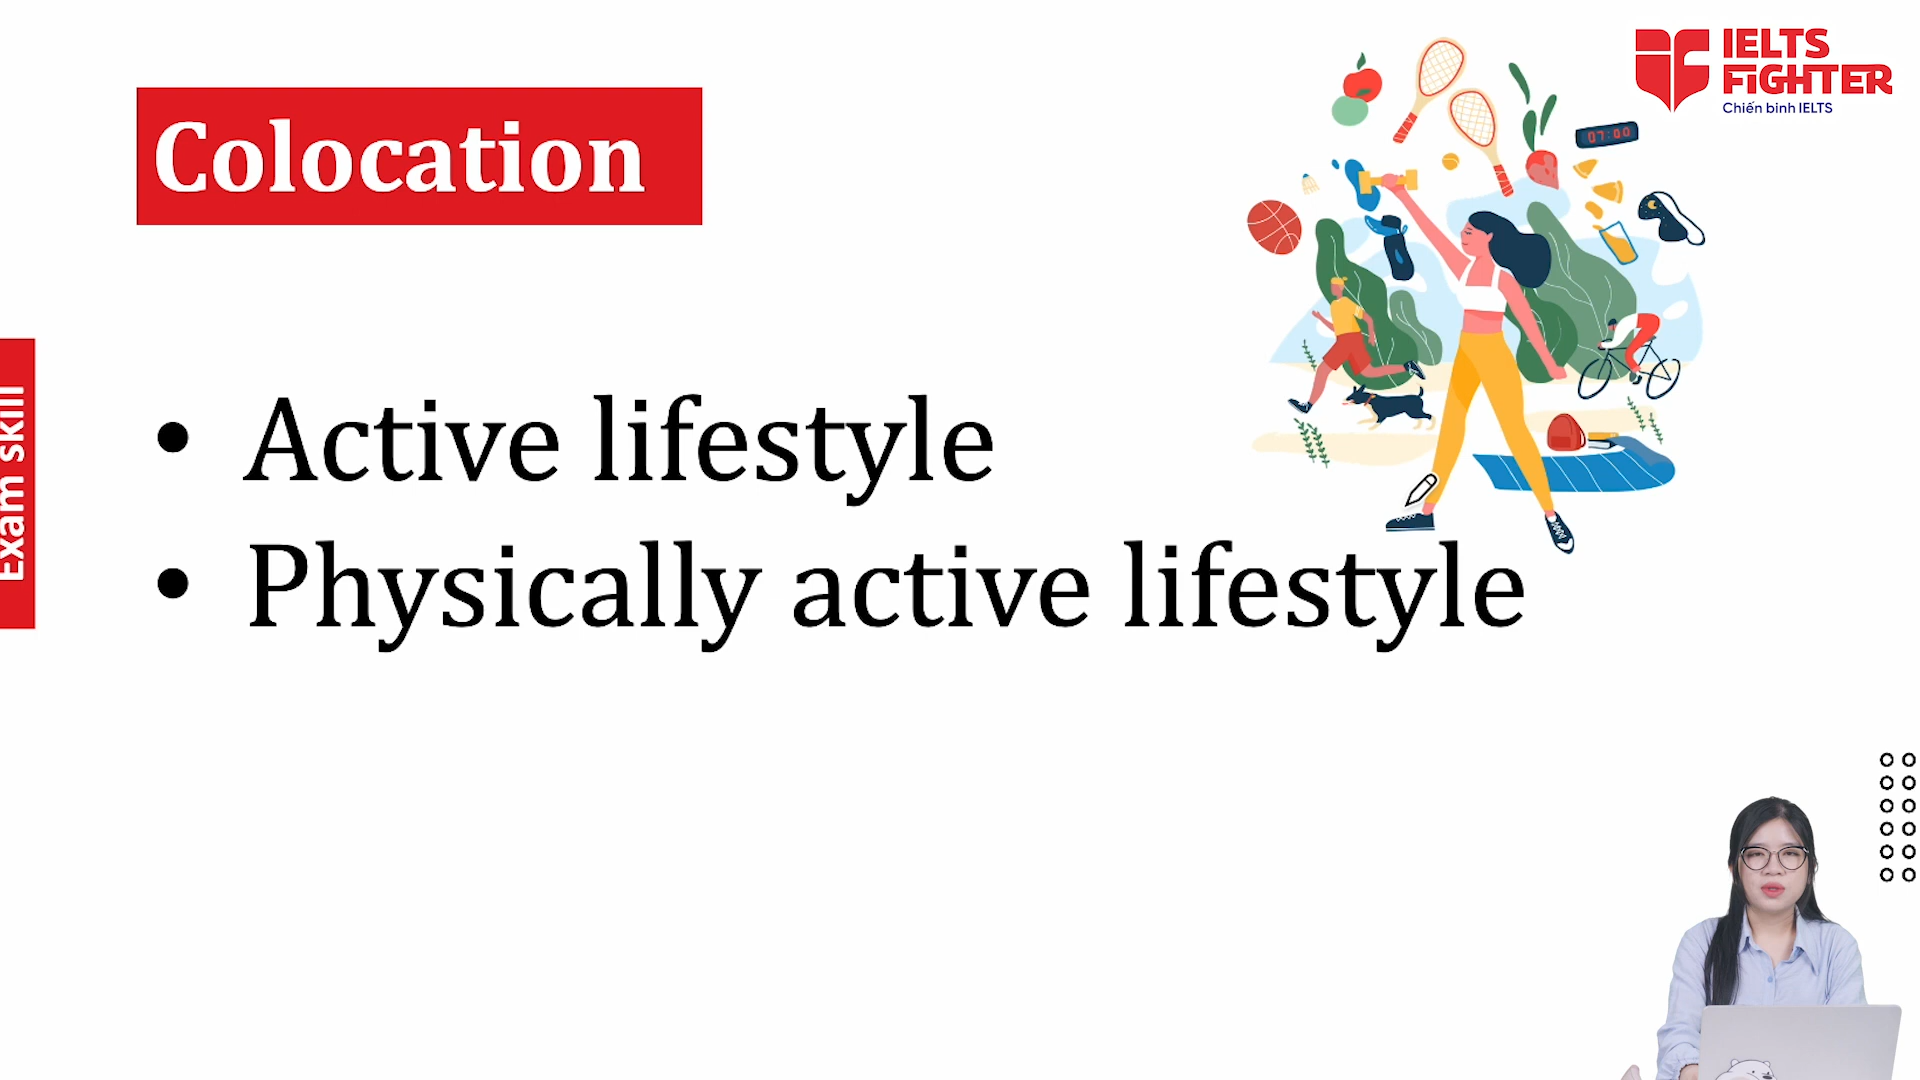 IELTS
FIGHTER
Chiến binh IELTS
Colocation
07:00
Exam skill
• Active lifestyle
• Physically active lifestyle